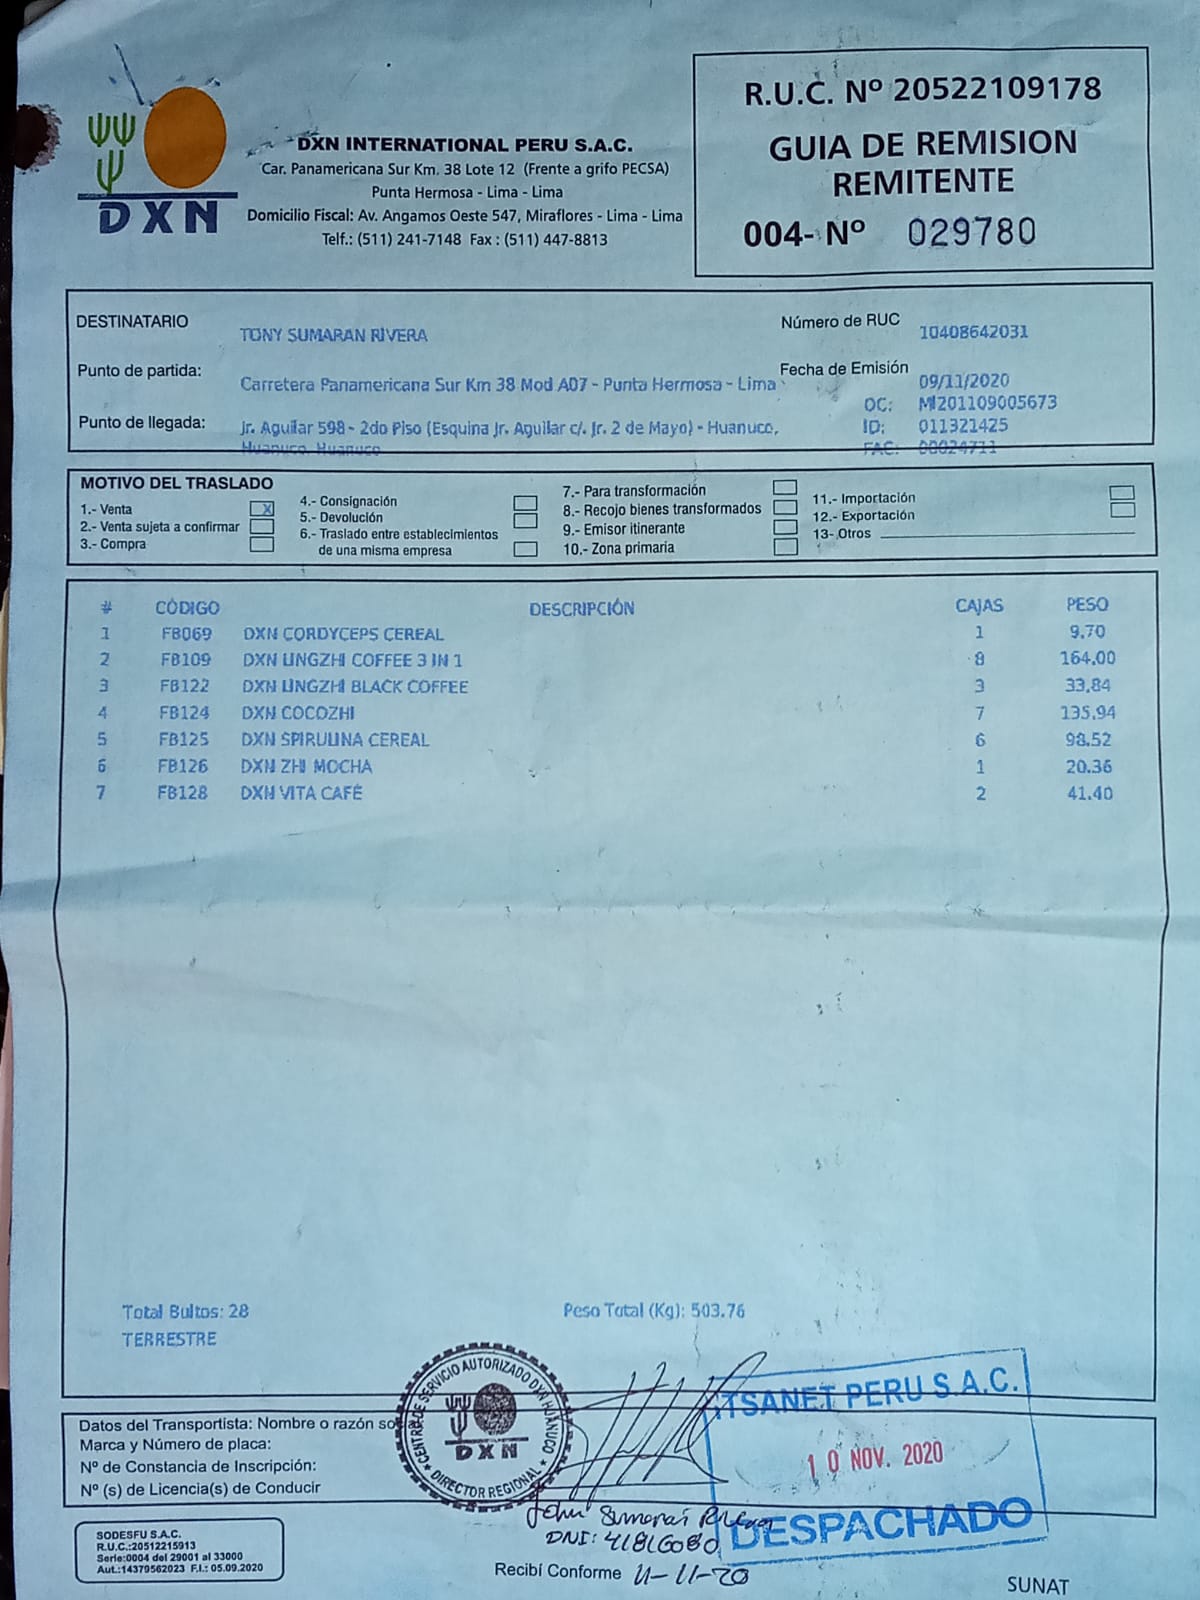 DXN
DXN INTERNATIONAL PERU S.A.C.
Car. Panamericana Sur Km. 38 Lote 12 (Frente a grifo PECSA)
Punta Hermosa - Lima - Lima
Domicilio Fiscal: Av. Angamos Oeste 547, Miraflores - Lima - Lima
Telf.: (511) 241-7148 Fax : (511) 447-8813
R.U.C. Nº 20522109178
GUIA DE REMISION
REMITENTE
004- Nº 029780
DESTINATARIO TONY SUMARAN RIVERA Número de RUC 10408642031
Punto de partida: Carretera Panamericana Sur Km 38 Mod A07 - Punta Hermosa - Lima Fecha de Emisión 09/11/2020
OC: MI201109005673
Punto de llegada: Jr. Aguilar 598 - 2do Piso (Esquina Jr. Aguilar c/. Jr. 2 de Mayo) - Huanuco, ID: 011321425
Huanuco, Huanuco FAC: 00024711
MOTIVO DEL TRASLADO
1.- Venta X
2.- Venta sujeta a confirmar
3.- Compra
4.- Consignación
5.- Devolución
6.- Traslado entre establecimientos
de una misma empresa
7.- Para transformación
8.- Recojo bienes transformados
9.- Emisor itinerante
10.- Zona primaria
11.- Importación
12.- Exportación
13- Otros
# CÓDIGO DESCRIPCIÓN CAJAS PESO
1 FB069 DXN CORDYCEPS CEREAL 1 9.70
2 FB109 DXN LINGZHI COFFEE 3 IN 1 8 164.00
3 FB122 DXN LINGZHI BLACK COFFEE 3 33.84
4 FB124 DXN COCOZHI 7 135.94
5 FB125 DXN SPIRULINA CEREAL 6 98.52
6 FB126 DXN ZHI MOCHA 1 20.36
7 FB128 DXN VITA CAFÉ 2 41.40
Total Bultos: 28 Peso Total (Kg): 503.76
TERRESTRE
CENTRO DE SERVICIO AUTORIZADO DXN HUÁNUCO
DXN
DIRECTOR REGIONAL
TSANET PERU S.A.C.
10 NOV. 2020
DESPACHADO
Datos del Transportista: Nombre o razón so
Marca y Número de placa:
Nº de Constancia de Inscripción:
Nº (s) de Licencia(s) de Conducir
Sumarán Rivera
DNI: 41816080
Recibí Conforme 11-11-20
SODESFU S.A.C.
R.U.C.:20512215913
Serie:0004 del 29001 al 33000
Aut.:14379562023 F.I.: 05.09.2020
SUNAT